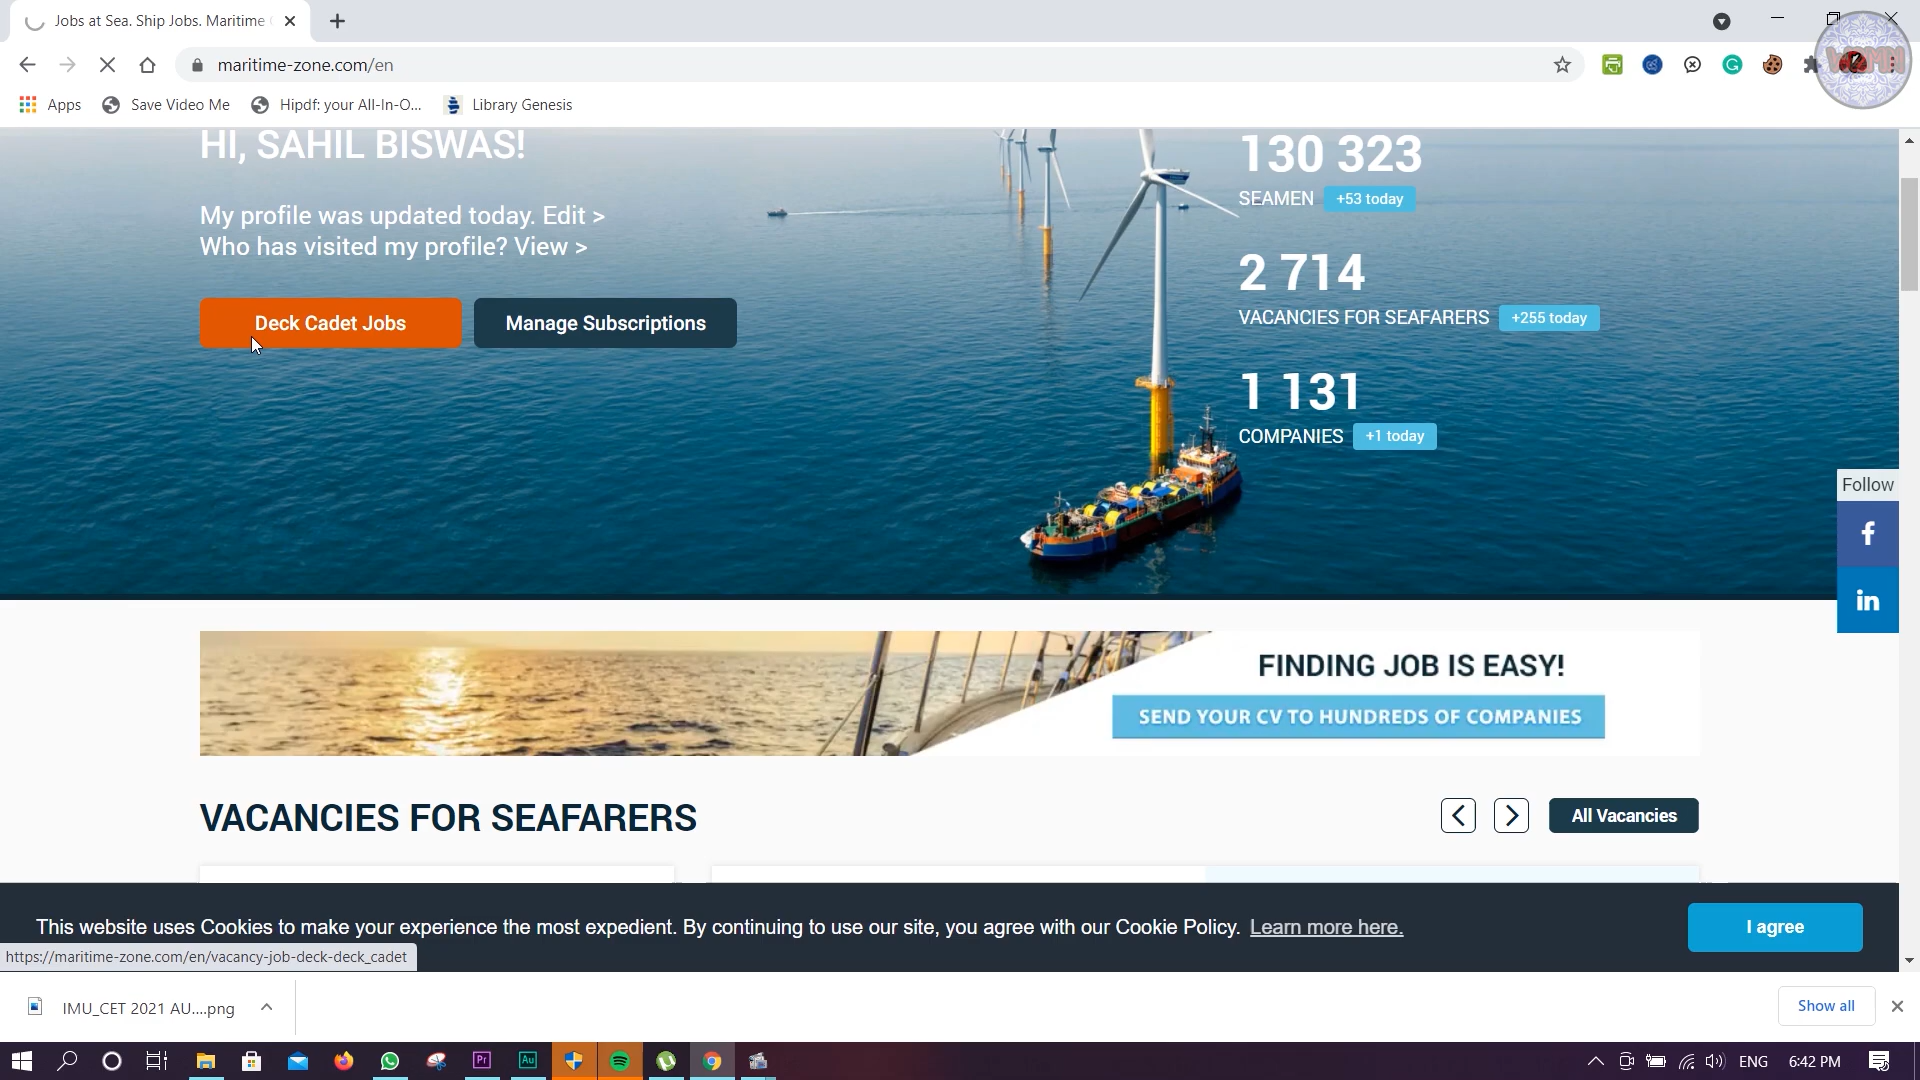 Jobs at Sea. Ship Jobs. Maritime
maritime-zone.com/en
Apps
Save Video Me
Hipdf: your All-In-O...
Library Genesis
HI, SAHIL BISWAS!
My profile was updated today. Edit >
Who has visited my profile? View >
Deck Cadet Jobs
Manage Subscriptions
130 323
SEAMEN +53 today
2 714
VACANCIES FOR SEAFARERS +255 today
1 131
COMPANIES +1 today
Follow
f
in
FINDING JOB IS EASY!
SEND YOUR CV TO HUNDREDS OF COMPANIES
VACANCIES FOR SEAFARERS
All Vacancies
This website uses Cookies to make your experience the most expedient. By continuing to use our site, you agree with our Cookie Policy. Learn more here.
I agree
https://maritime-zone.com/en/vacancy-job-deck-deck_cadet
IMU_CET 2021 AU....png
Show all
Pr
Au
ENG
6:42 PM